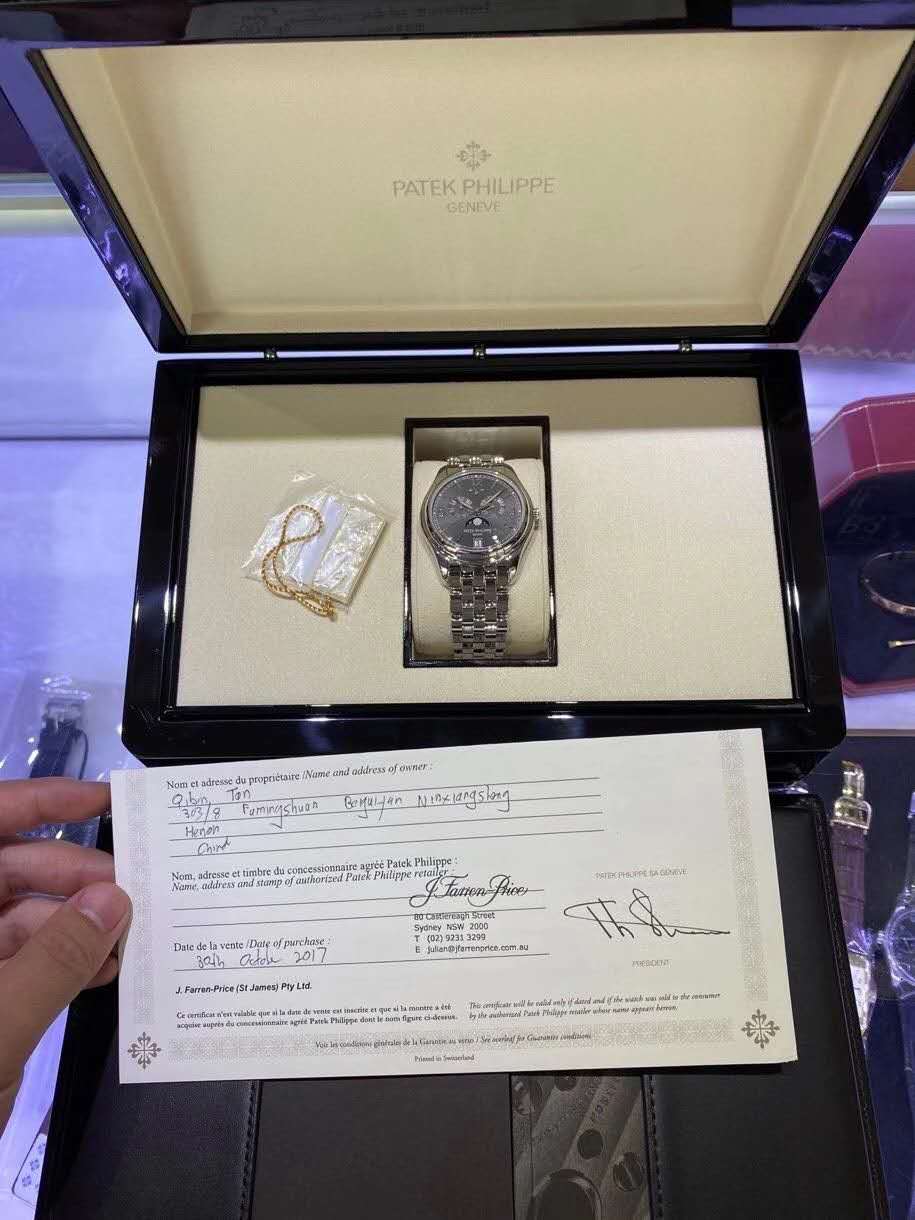 PATEK PHILIPPE
GENEVE
PATEK PHILIPPE
Nom et adresse du propriétaire /Name and address of owner :
Qibin, Tan
303/8 Fumingshuan
Henan
China
Nom, adresse et timbre du concessionnaire agréé Patek Philippe :
Name, address and stamp of authorized Patek Philippe retailer :
J. Farren-Price
80 Castlereagh Street
Sydney NSW 2000
T (02) 9231 3299
E julian@jfarrenprice.com.au
PATEK PHILIPPE SA GENEVE
PRESIDENT
Date de la vente /Date of purchase :
30th 2017
J. Farren-Price (St James) Pty Ltd.
Ce certificat n'est valable que si la date de vente est inscrite et que si la montre a été
acquise auprès du concessionnaire agréé Patek Philippe dont le nom figure ci-dessus.
This certificate will be valid only if dated and if the watch was sold to the consumer
by the authorized Patek Philippe retailer whose name appears hereon.
Voir les conditions générales de la Garantie au verso / See overleaf for Guarantee conditions
Printed in Switzerland